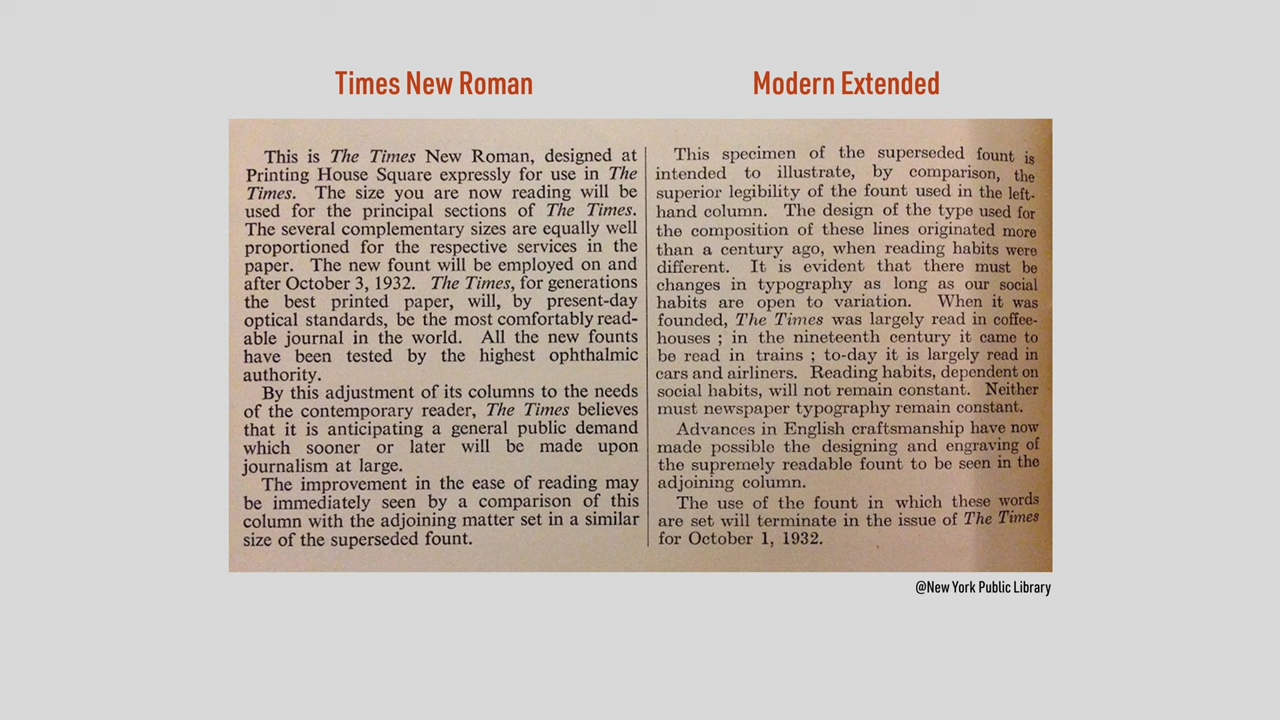 Times New Roman
Modern Extended
This is The Times New Roman, designed at
Printing House Square expressly for use in The
Times. The size you are now reading will be
used for the principal sections of The Times.
The several complementary sizes are equally well
proportioned for the respective services in the
paper. The new fount will be employed on and
after October 3, 1932. The Times, for generations
the best printed paper, will, by present-day
optical standards, be the most comfortably read-
able journal in the world. All the new founts
have been tested by the highest ophthalmic
authority.
By this adjustment of its columns to the needs
of the contemporary reader, The Times believes
that it is anticipating a general public demand
which sooner or later will be made upon
journalism at large.
The improvement in the ease of reading may
be immediately seen by a comparison of this
column with the adjoining matter set in a similar
size of the superseded fount.
This specimen of the superseded fount is
intended to illustrate, by comparison, the
superior legibility of the fount used in the left-
hand column. The design of the type used for
the composition of these lines originated more
than a century ago, when reading habits were
different. It is evident that there must be
changes in typography as long as our social
habits are open to variation. When it was
founded, The Times was largely read in coffee-
houses ; in the nineteenth century it came to
be read in trains ; to-day it is largely read in
cars and airliners. Reading habits, dependent on
social habits, will not remain constant. Neither
must newspaper typography remain constant.
Advances in English craftsmanship have now
made possible the designing and engraving of
the supremely readable fount to be seen in the
adjoining column.
The use of the fount in which these words
are set will terminate in the issue of The Times
for October 1, 1932.
@New York Public Library